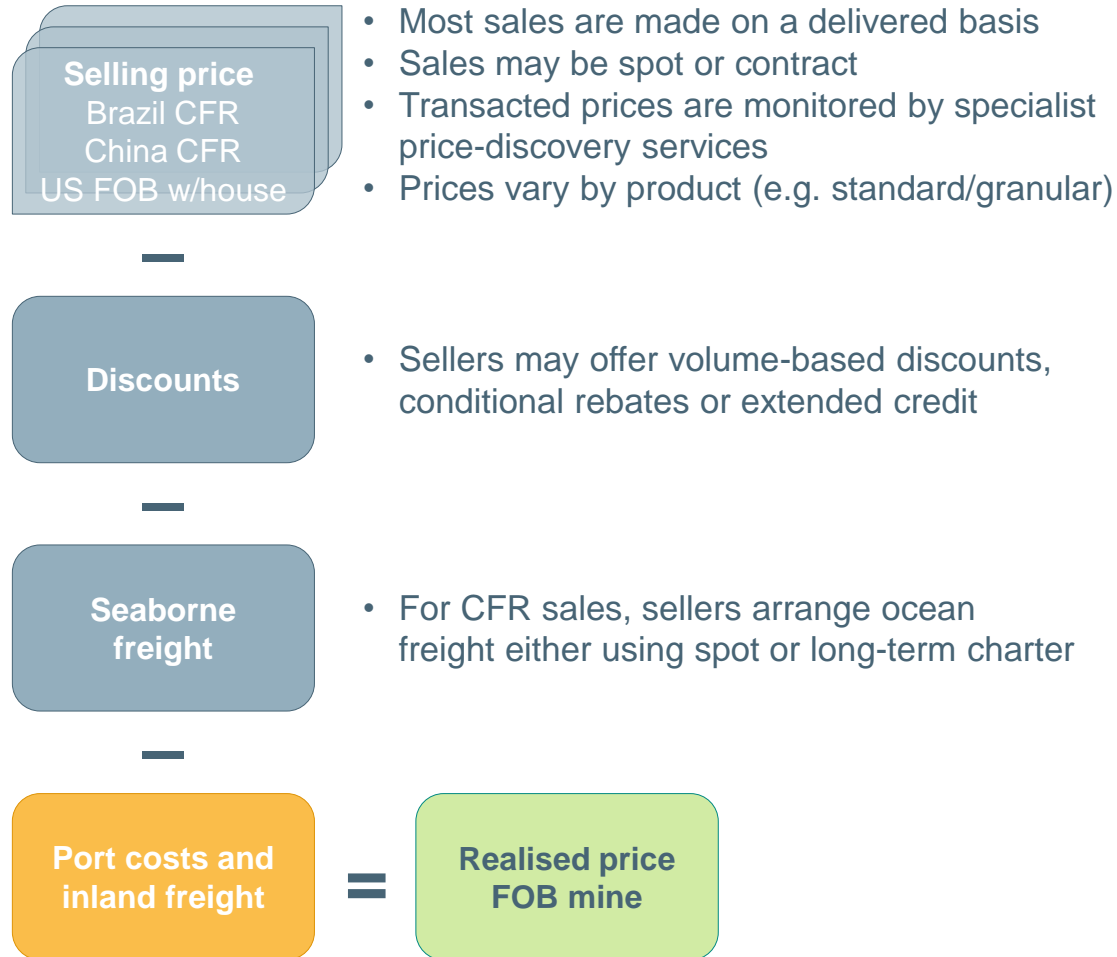 Selling price
Brazil CFR
China CFR
US FOB w/house
• Most sales are made on a delivered basis
• Sales may be spot or contract
• Transacted prices are monitored by specialist
price-discovery services
• Prices vary by product (e.g. standard/granular)
–
Discounts
• Sellers may offer volume-based discounts,
conditional rebates or extended credit
–
Seaborne
freight
• For CFR sales, sellers arrange ocean
freight either using spot or long-term charter
–
Port costs and
inland freight
=
Realised price
FOB mine